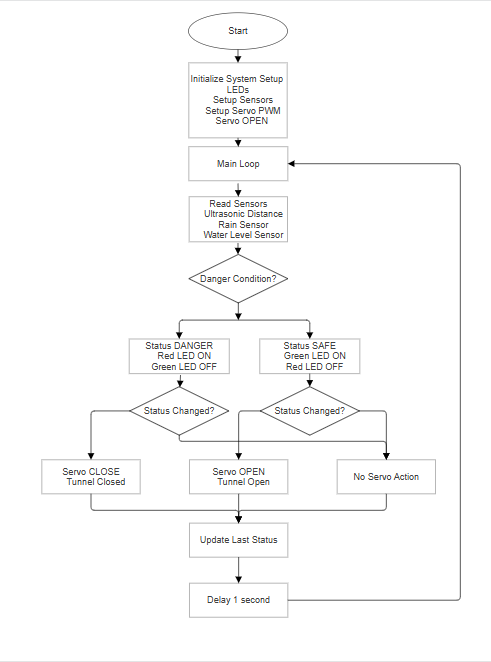 Start
Initialize System Setup
LEDs
Setup Sensors
Setup Servo PWM
Servo OPEN
Main Loop
Read Sensors
Ultrasonic Distance
Rain Sensor
Water Level Sensor
Danger Condition?
Status DANGER
Red LED ON
Green LED OFF
Status SAFE
Green LED ON
Red LED OFF
Status Changed?
Status Changed?
Servo CLOSE
Tunnel Closed
Servo OPEN
Tunnel Open
No Servo Action
Update Last Status
Delay 1 second